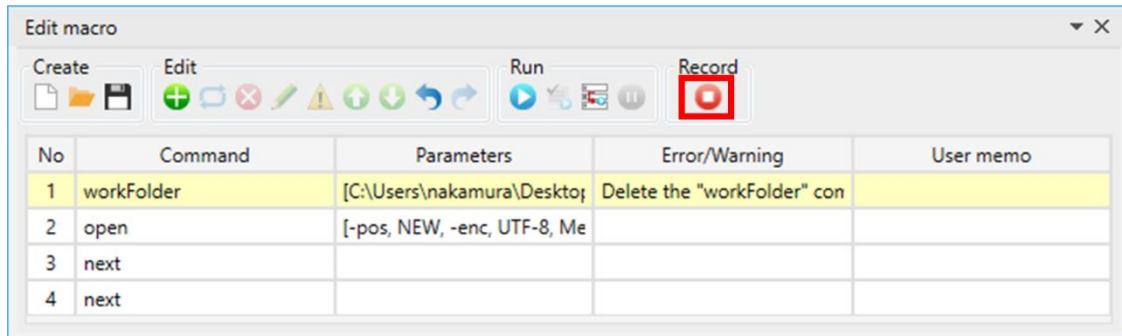 Edit macro
Create Edit Run Record
No Command Parameters Error/Warning User memo
1 workFolder [C:\Users\nakamura\Desktop Delete the "workFolder" con
2 open [-pos, NEW, -enc, UTF-8, Me
3 next
4 next